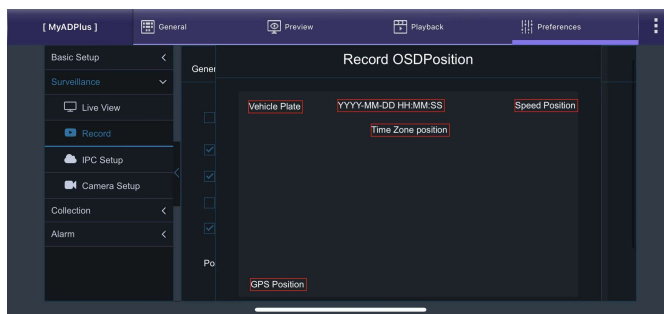 [ MyADPlus ] General Preview Playback Preferences
Basic Setup
Surveillance
Live View
Record
IPC Setup
Camera Setup
Collection
Alarm
Gener
Po
Record OSDPosition
Vehicle Plate YYYY-MM-DD HH:MM:SS Speed Position
Time Zone position
GPS Position